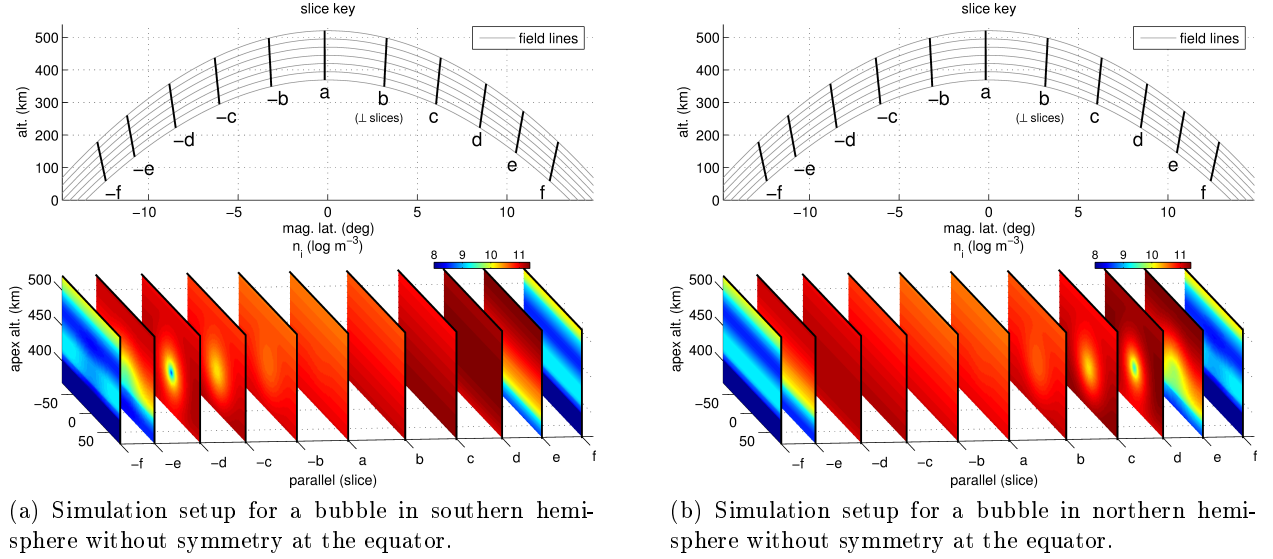 slice key
500
400
300
200
100
0
alt. (km)
field lines
−f
−e
−d
−c
−b
a
b
(⊥ slices)
c
d
e
f
−10
−5
0
5
10
mag. lat. (deg)
n_i (log m^−3)
8
9
10
11
500
450
400
apex alt. (km)
−50
0
50
−f
−e
−d
−c
−b
a
b
c
d
e
f
parallel (slice)
(a) Simulation setup for a bubble in southern hemi-
sphere without symmetry at the equator.
slice key
500
400
300
200
100
0
alt. (km)
field lines
−f
−e
−d
−c
−b
a
b
(⊥ slices)
c
d
e
f
−10
−5
0
5
10
mag. lat. (deg)
n_i (log m^−3)
8
9
10
11
500
450
400
apex alt. (km)
−50
0
50
−f
−e
−d
−c
−b
a
b
c
d
e
f
parallel (slice)
(b) Simulation setup for a bubble in northern hemi-
sphere without symmetry at the equator.